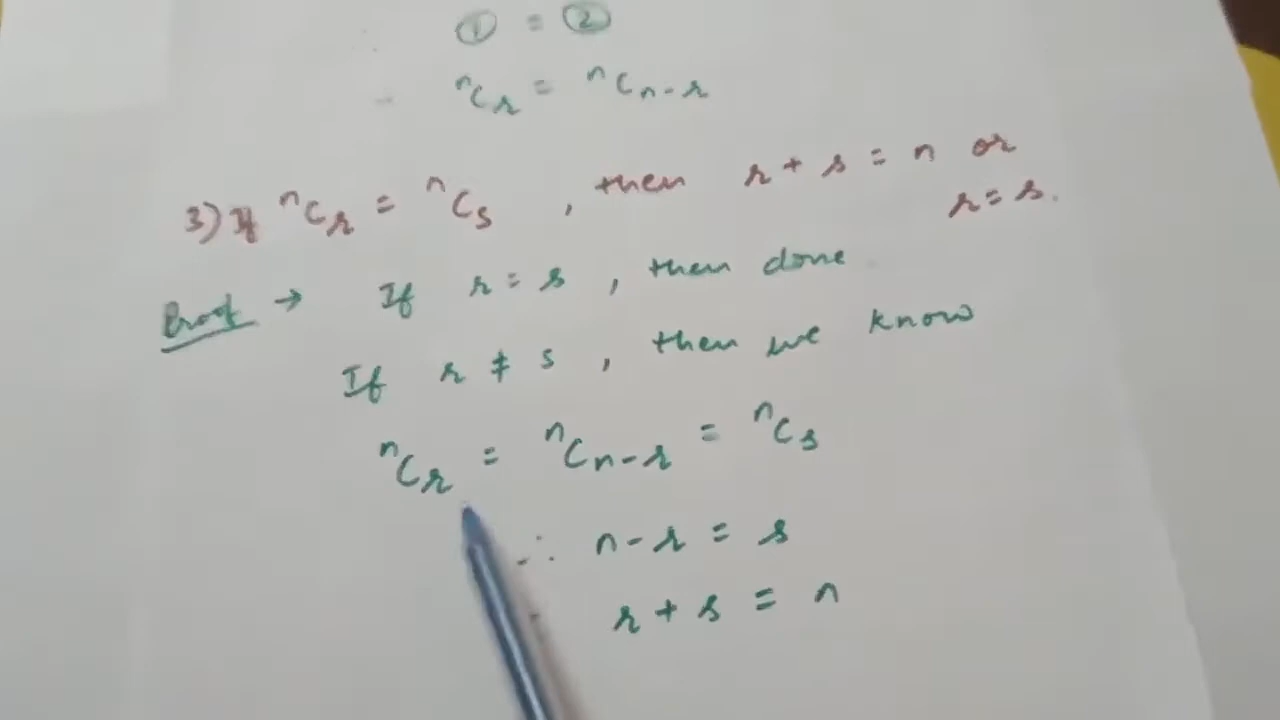 ① = ②
ⁿCᵣ = ⁿCₙ₋ᵣ
3) If ⁿCᵣ = ⁿCₛ , then r + s = n or
r = s.
Proof → If r = s , then done
If r ≠ s , then we know
ⁿCᵣ = ⁿCₙ₋ᵣ = ⁿCₛ
∴ n - r = s
r + s = n